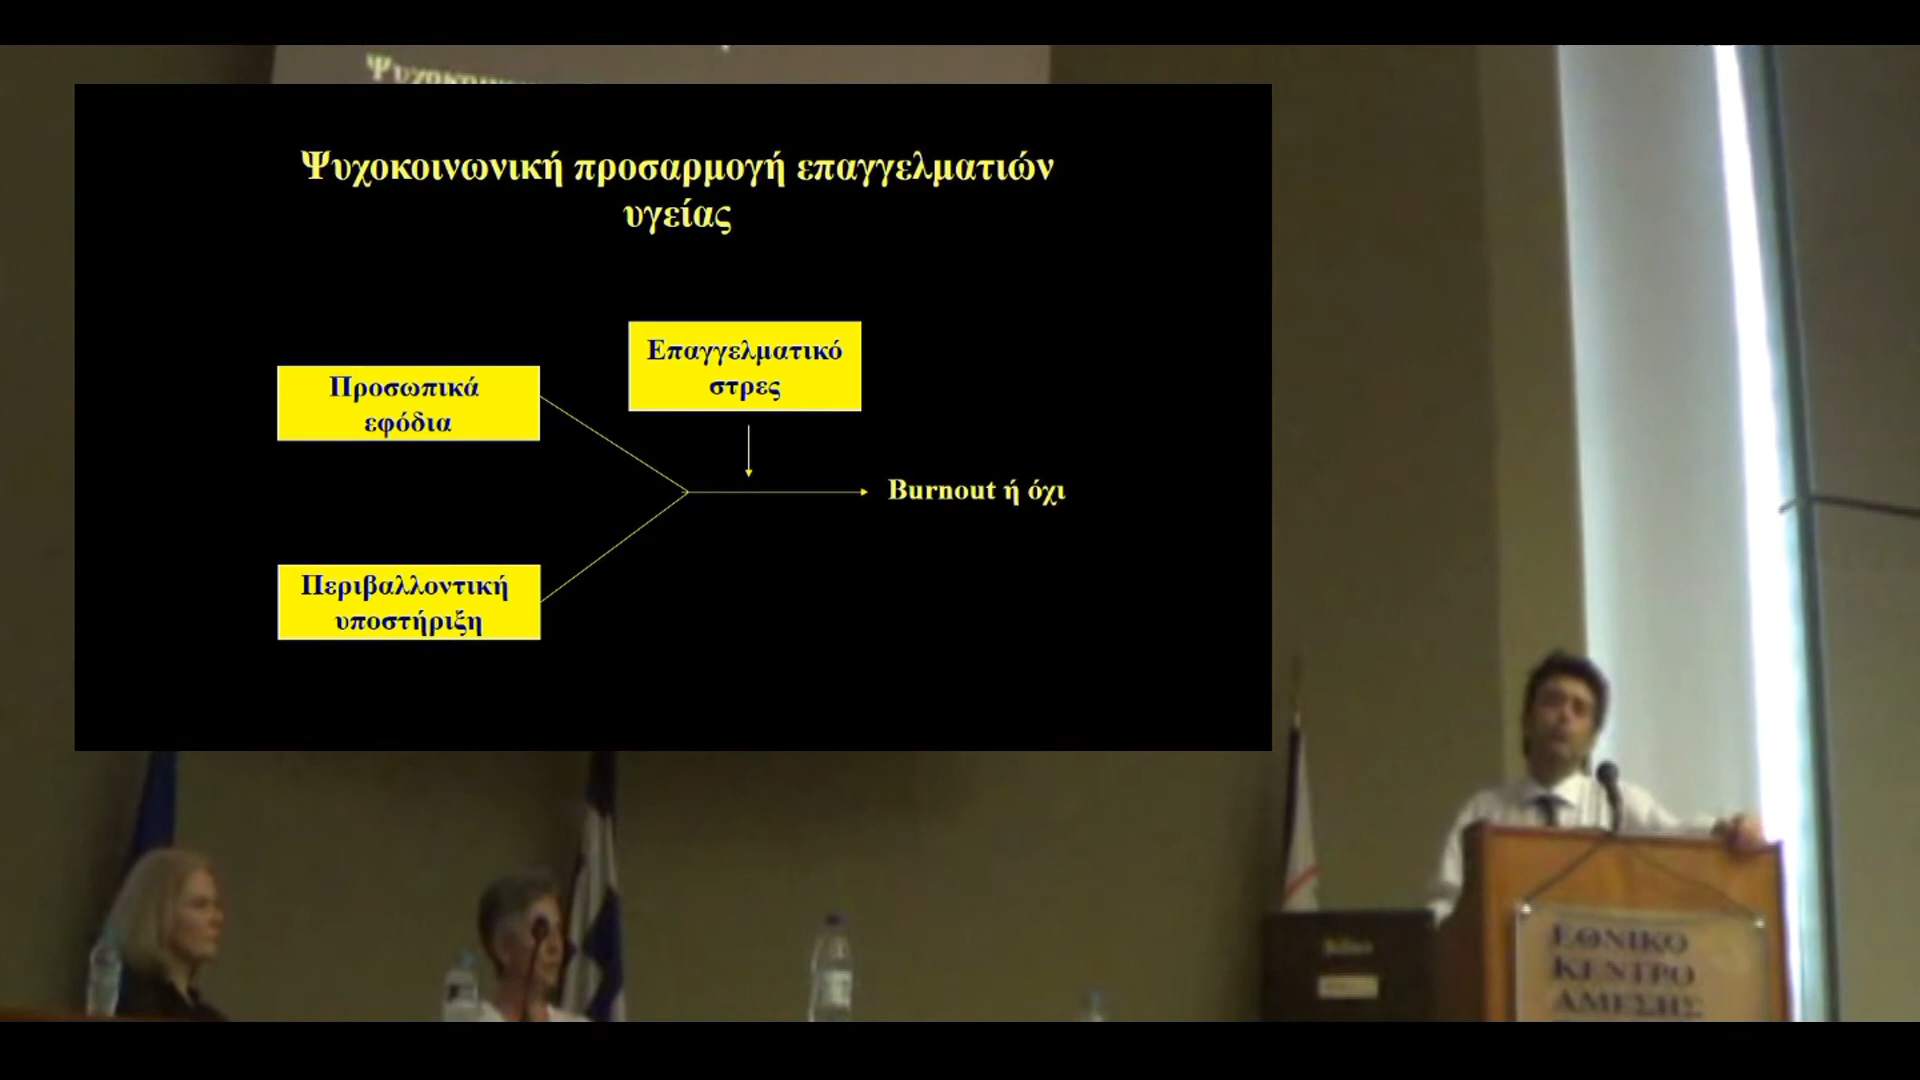 Ψυχοκοινωνική προσαρμογή επαγγελματιών
υγείας
Επαγγελματικό
στρες
Προσωπικά
εφόδια
Burnout ή όχι
Περιβαλλοντική
υποστήριξη
ΕΘΝΙΚΟ
ΚΕΝΤΡΟ
ΑΜΕΣΗΣ